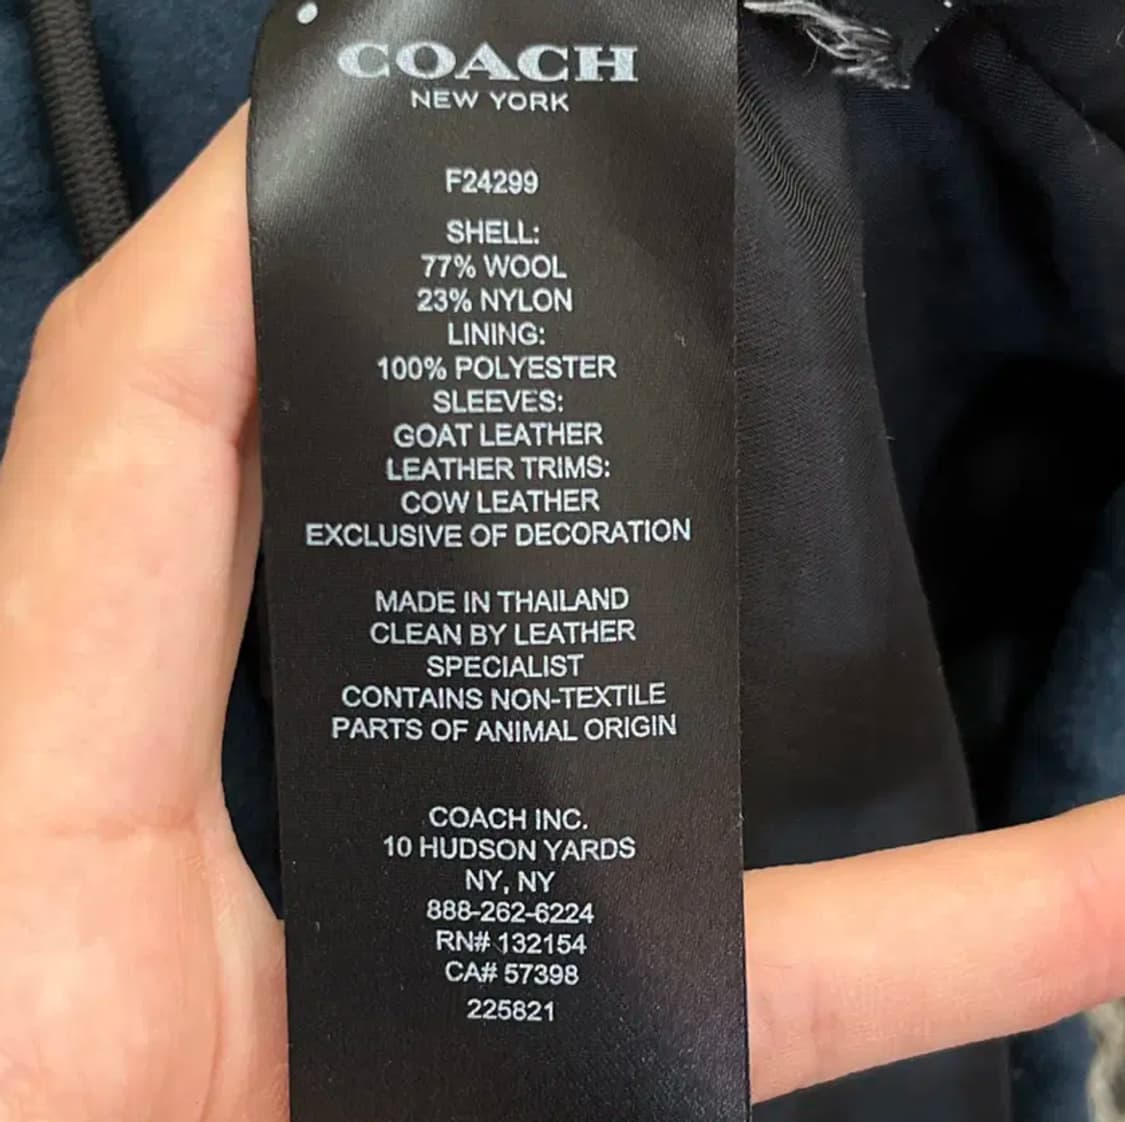 COACH
NEW YORK
F24299
SHELL:
77% WOOL
23% NYLON
LINING:
100% POLYESTER
SLEEVES:
GOAT LEATHER
LEATHER TRIMS:
COW LEATHER
EXCLUSIVE OF DECORATION
MADE IN THAILAND
CLEAN BY LEATHER
SPECIALIST
CONTAINS NON-TEXTILE
PARTS OF ANIMAL ORIGIN
COACH INC.
10 HUDSON YARDS
NY, NY
888-262-6224
RN# 132154
CA# 57398
225821